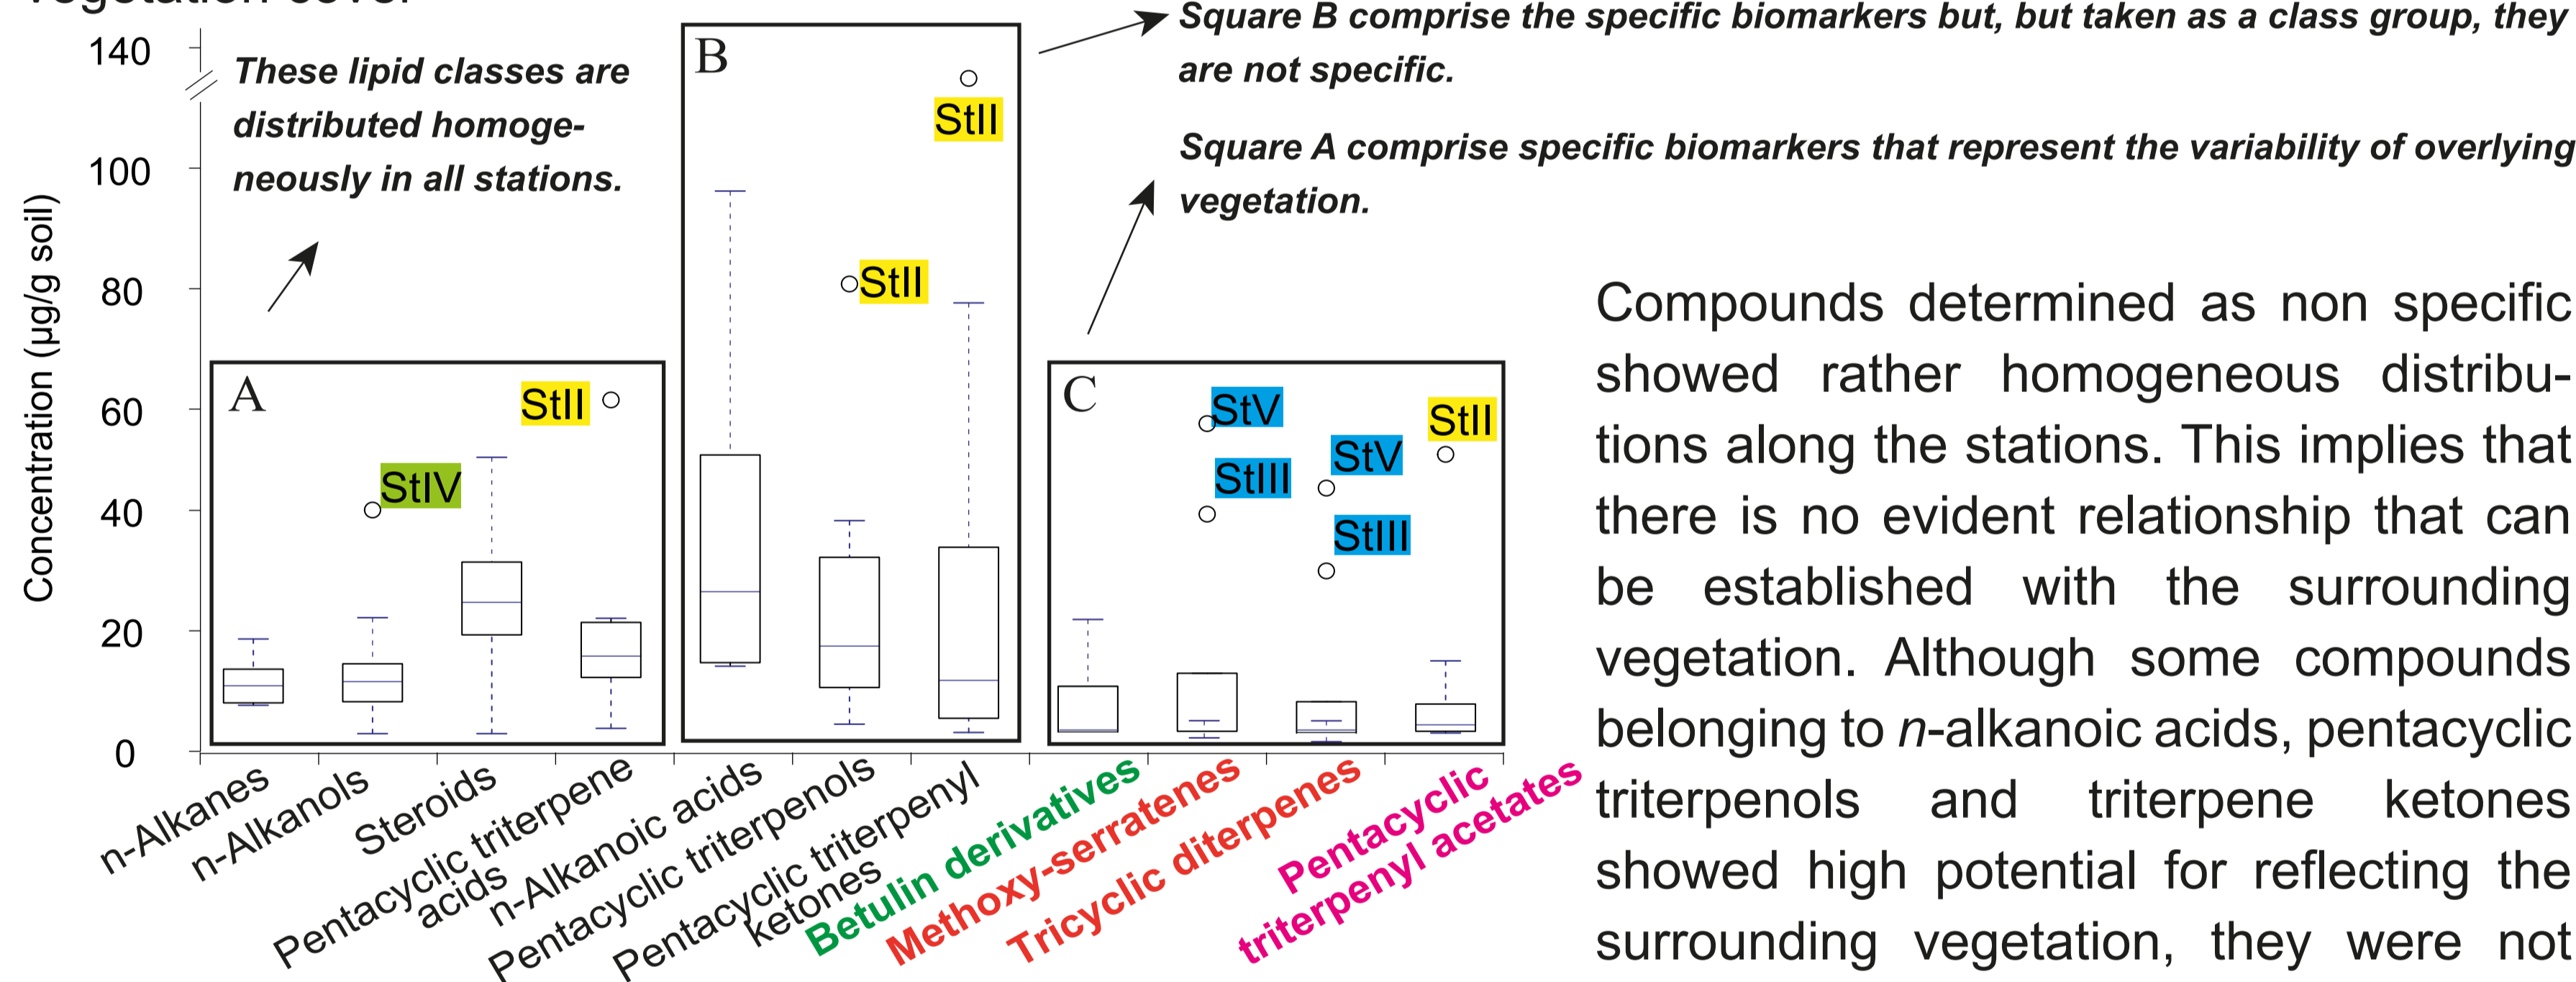 vegetation cover
Square B comprise the specific biomarkers but, but taken as a class group, they
are not specific.
Square A comprise specific biomarkers that represent the variability of overlying
vegetation.
These lipid classes are
distributed homoge-
neously in all stations.
Concentration (µg/g soil)
140
100
80
60
40
20
0
A
StIV
StII
B
StII
StII
C
StV
StIII
StV
StIII
StII
n-Alkanes
n-Alkanols
Steroids
Pentacyclic triterpene
acids
n-Alkanoic acids
Pentacyclic triterpenols
Pentacyclic triterpenyl
ketones
Betulin derivatives
Methoxy-serratenes
Tricyclic diterpenes
Pentacyclic
triterpenyl acetates
Compounds determined as non specific
showed rather homogeneous distribu-
tions along the stations. This implies that
there is no evident relationship that can
be established with the surrounding
vegetation. Although some compounds
belonging to n-alkanoic acids, pentacyclic
triterpenols and triterpene ketones
showed high potential for reflecting the
surrounding vegetation, they were not